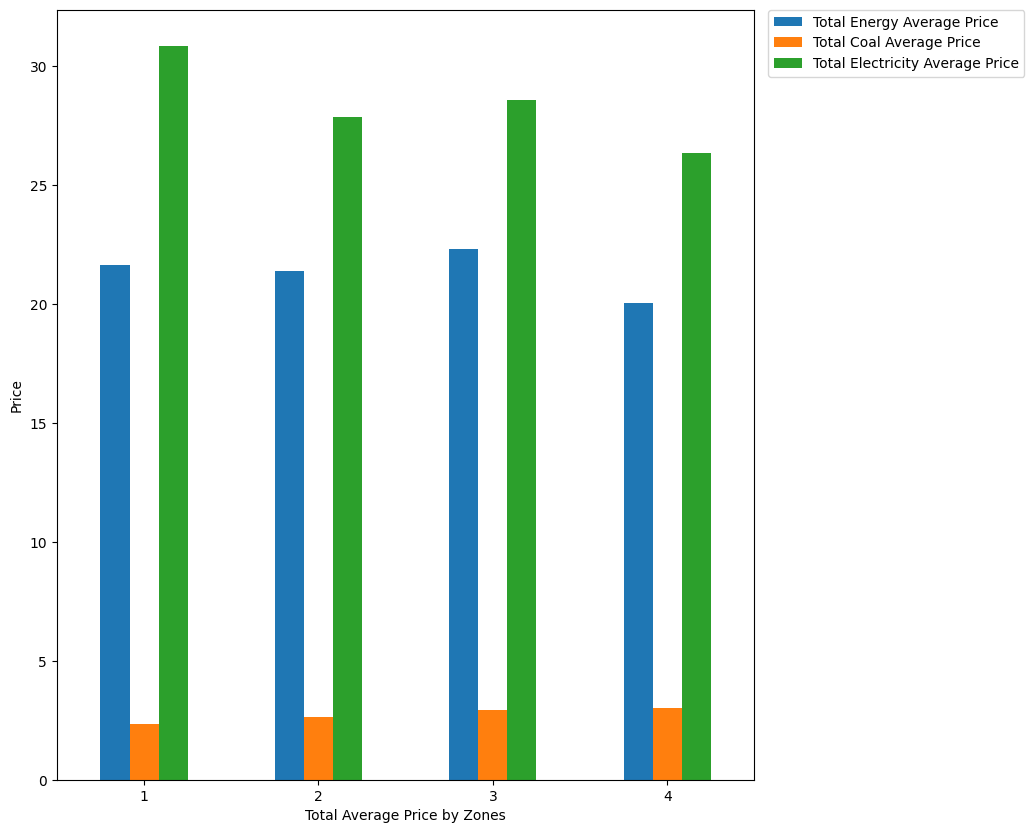 Total Energy Average Price
Total Coal Average Price
Total Electricity Average Price
30
25
20
15
10
5
0
Price
1 2 3 4
Total Average Price by Zones